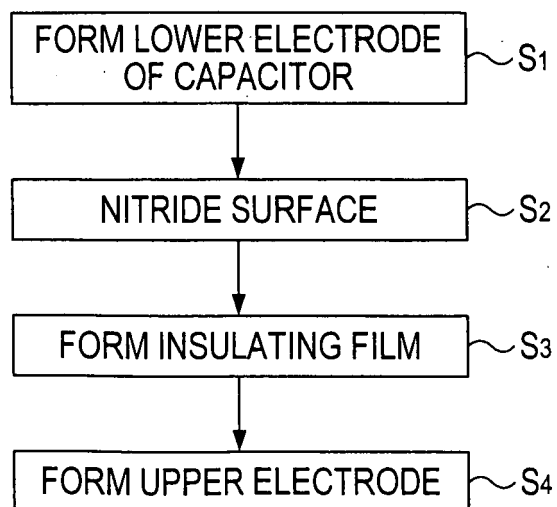 FORM LOWER ELECTRODE
OF CAPACITOR
S1
NITRIDE SURFACE
S2
FORM INSULATING FILM
S3
FORM UPPER ELECTRODE
S4